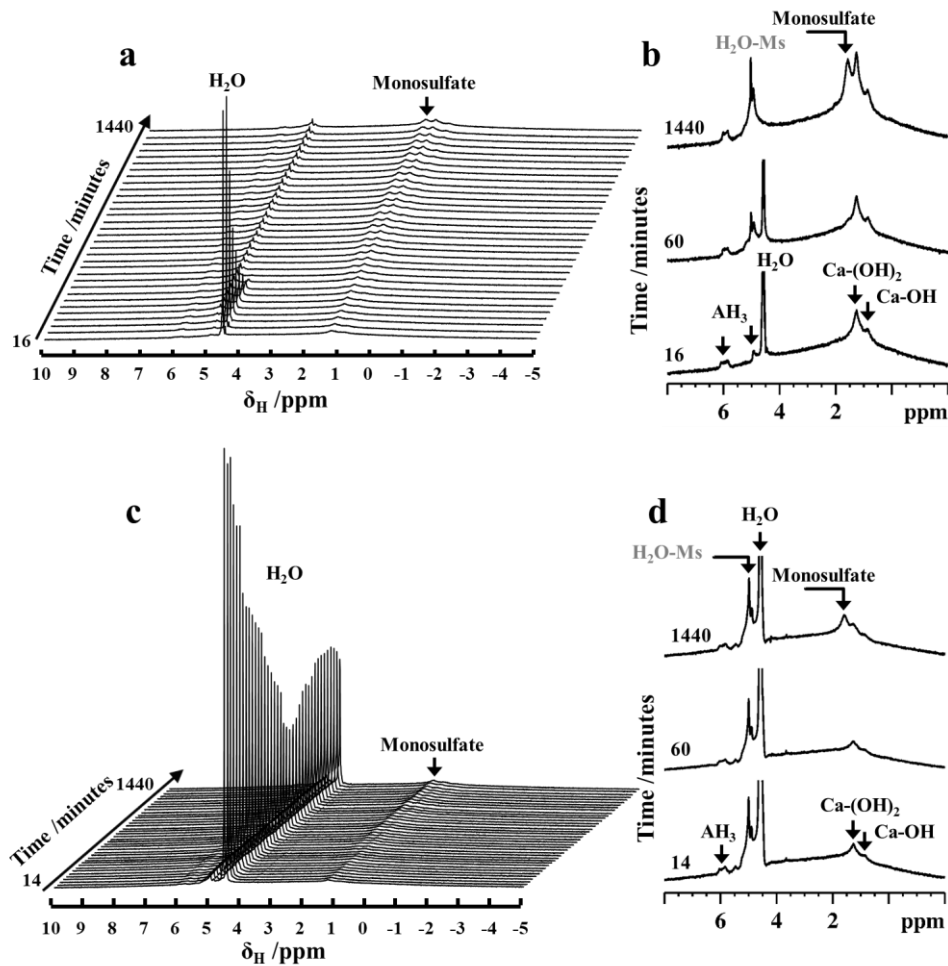 a
H₂O
Monosulfate
1440
Time /minutes
16
10 9 8 7 6 5 4 3 2 1 0 -1 -2 -3 -4 -5
δH /ppm
b
Monosulfate
H₂O-Ms
1440
60
H₂O
Ca-(OH)₂
Ca-OH
AH₃
16
Time /minutes
6 4 2 ppm
c
H₂O
Monosulfate
1440
Time /minutes
14
10 9 8 7 6 5 4 3 2 1 0 -1 -2 -3 -4 -5
δH /ppm
d
H₂O
H₂O-Ms
Monosulfate
1440
60
Ca-(OH)₂
Ca-OH
AH₃
14
Time /minutes
6 4 2 ppm